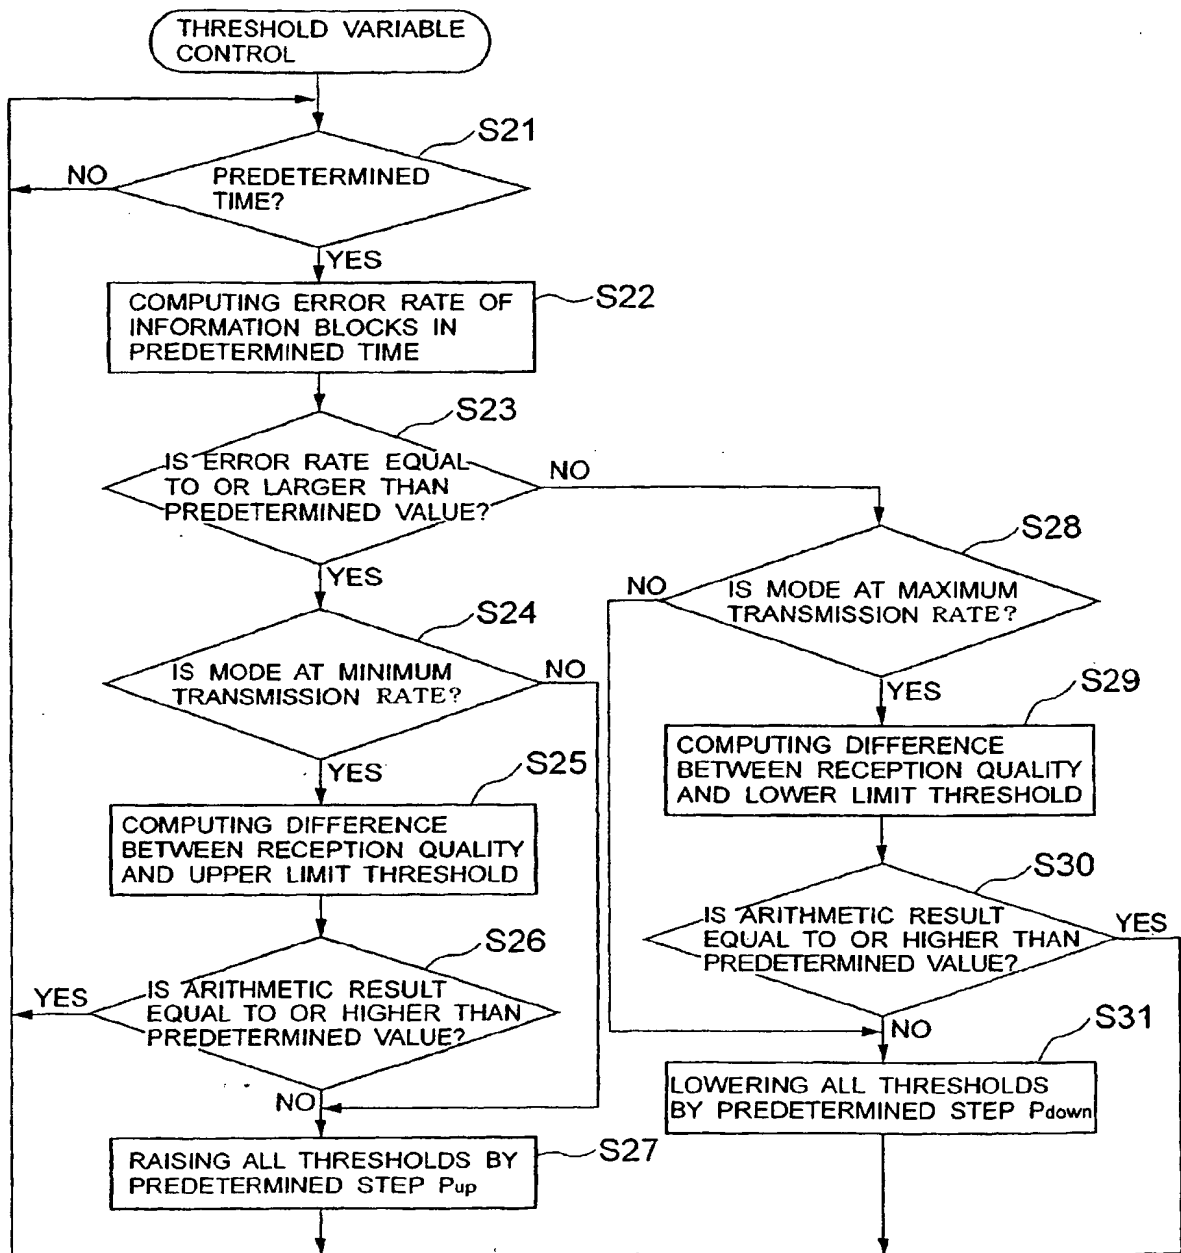 THRESHOLD VARIABLE
CONTROL
S21
NO
PREDETERMINED
TIME?
YES
S22
COMPUTING ERROR RATE OF
INFORMATION BLOCKS IN
PREDETERMINED TIME
S23
IS ERROR RATE EQUAL
TO OR LARGER THAN
PREDETERMINED VALUE?
NO
YES
S24
IS MODE AT MINIMUM
TRANSMISSION RATE?
NO
YES
S25
COMPUTING DIFFERENCE
BETWEEN RECEPTION QUALITY
AND UPPER LIMIT THRESHOLD
S26
YES
IS ARITHMETIC RESULT
EQUAL TO OR HIGHER THAN
PREDETERMINED VALUE?
NO
S27
RAISING ALL THRESHOLDS BY
PREDETERMINED STEP Pup
S28
NO
IS MODE AT MAXIMUM
TRANSMISSION RATE?
YES
S29
COMPUTING DIFFERENCE
BETWEEN RECEPTION QUALITY
AND LOWER LIMIT THRESHOLD
S30
IS ARITHMETIC RESULT
EQUAL TO OR HIGHER THAN
PREDETERMINED VALUE?
YES
NO
S31
LOWERING ALL THRESHOLDS
BY PREDETERMINED STEP Pdown